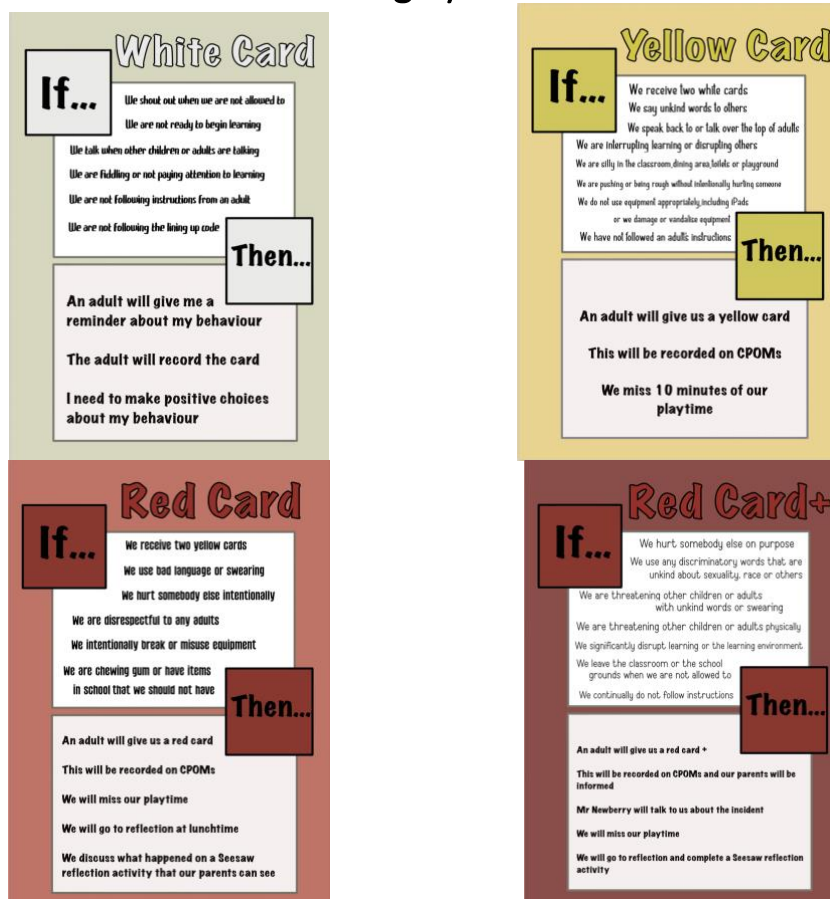 White Card
If...
We shout out when we are not allowed to
We are not ready to begin learning
We talk when other children or adults are talking
We are fiddling or not paying attention to learning
We are not following instructions from an adult
We are not following the lining up code
Then...
An adult will give me a
reminder about my behaviour
The adult will record the card
I need to make positive choices
about my behaviour
Yellow Card
If...
We receive two white cards
We say unkind words to others
We speak back to or talk over the top of adults
We are interrupting learning or disrupting others
We are silly in the classroom,dining area,toilets or playground
We are pushing or being rough without intentionally hurting someone
We do not use equipment appropriately,including iPads
or we damage or vandalise equipment
We have not followed an adult's instructions
Then...
An adult will give us a yellow card
This will be recorded on CPOMs
We miss 10 minutes of our
playtime
Red Card
If...
We receive two yellow cards
We use bad language or swearing
We hurt somebody else intentionally
We are disrespectful to any adults
We intentionally break or misuse equipment
We are chewing gum or have items
in school that we should not have
Then...
An adult will give us a red card
This will be recorded on CPOMs
We will miss our playtime
We will go to reflection at lunchtime
We discuss what happened on a Seesaw
reflection activity that our parents can see
Red Card+
If...
We hurt somebody else on purpose
We use any discriminatory words that are
unkind about sexuality, race or others
We are threatening other children or adults
with unkind words or swearing
We are threatening other children or adults physically
We significantly disrupt learning or the learning environment
We leave the classroom or the school
grounds when we are not allowed to
We continually do not follow instructions
Then...
An adult will give us a red card +
This will be recorded on CPOMs and our parents will be
informed
Mr Newberry will talk to us about the incident
We will miss our playtime
We will go to reflection and complete a Seesaw reflection
activity